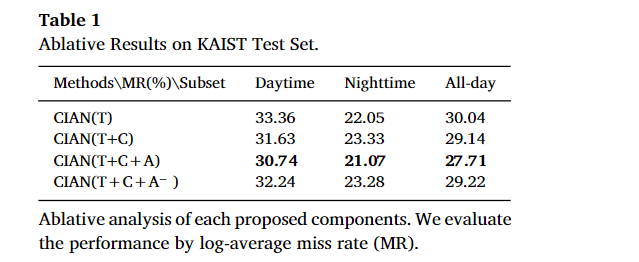 Table 1
Ablative Results on KAIST Test Set.
Methods\MR(%)\Subset Daytime Nighttime All-day
CIAN(T) 33.36 22.05 30.04
CIAN(T+C) 31.63 23.33 29.14
CIAN(T+C+A) 30.74 21.07 27.71
CIAN(T+C+A⁻ ) 32.24 23.28 29.22
Ablative analysis of each proposed components. We evaluate
the performance by log-average miss rate (MR).